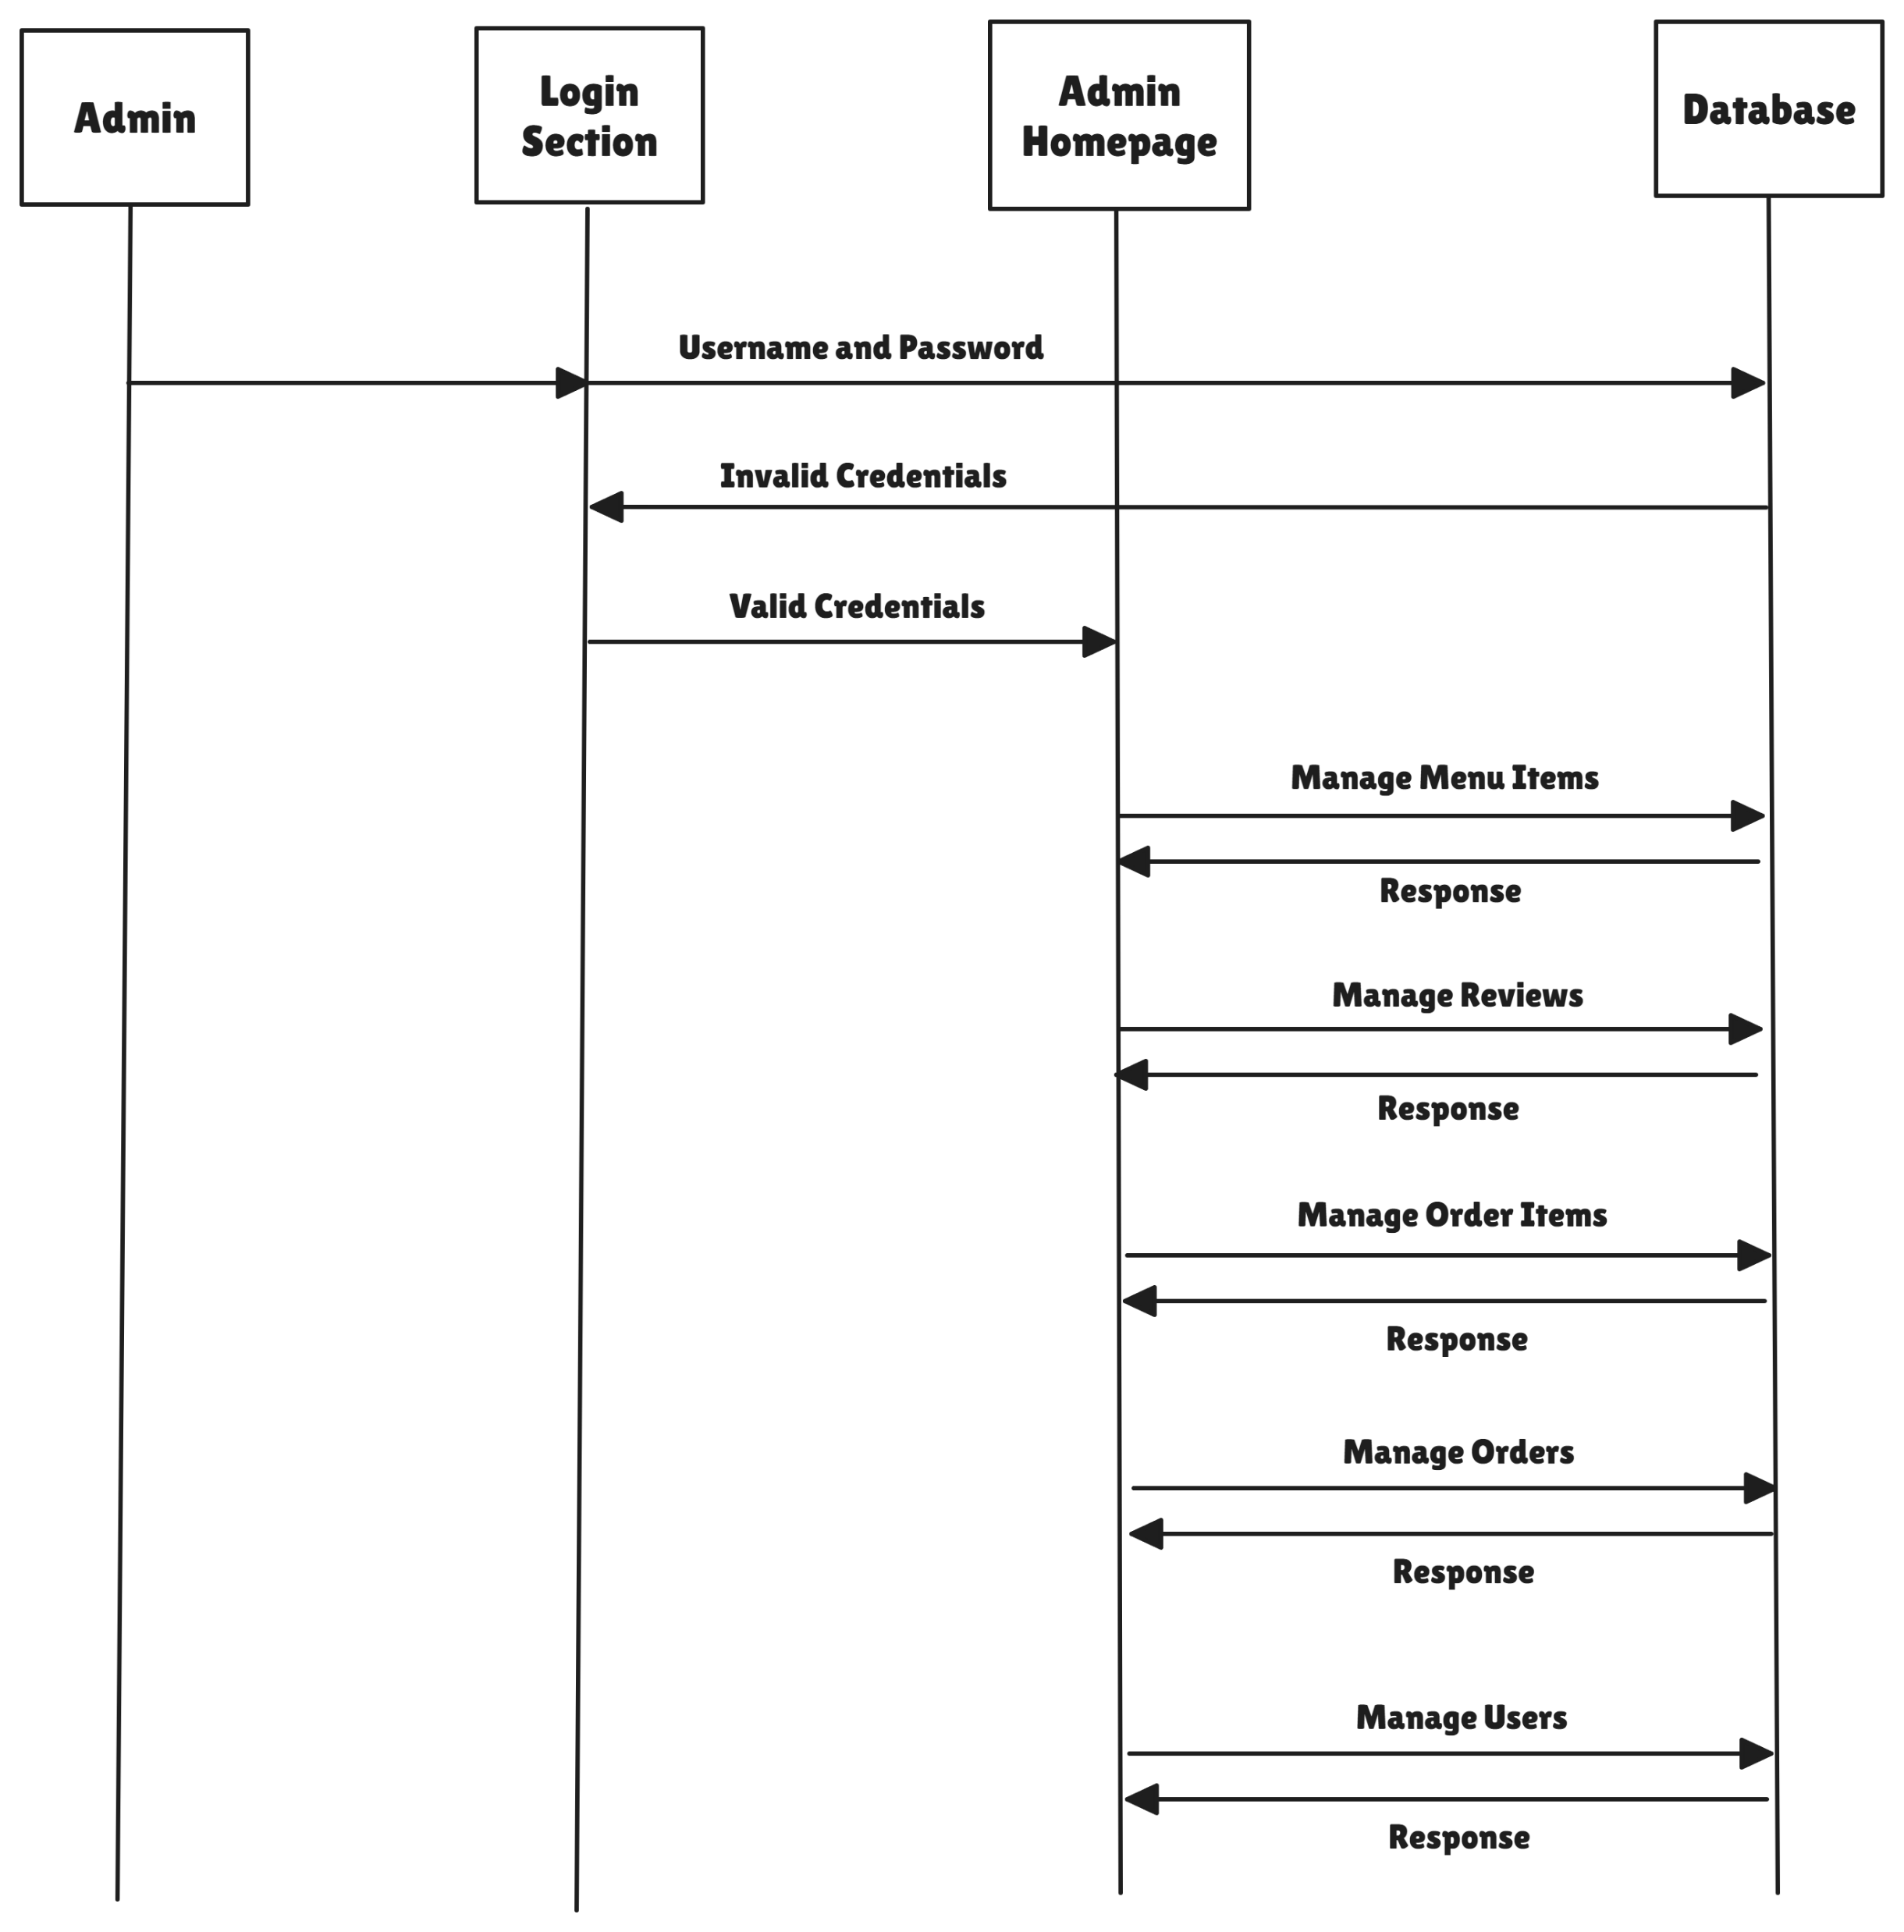 Admin
Login
Section
Admin
Homepage
Database
Username and Password
Invalid Credentials
Valid Credentials
Manage Menu Items
Response
Manage Reviews
Response
Manage Order Items
Response
Manage Orders
Response
Manage Users
Response